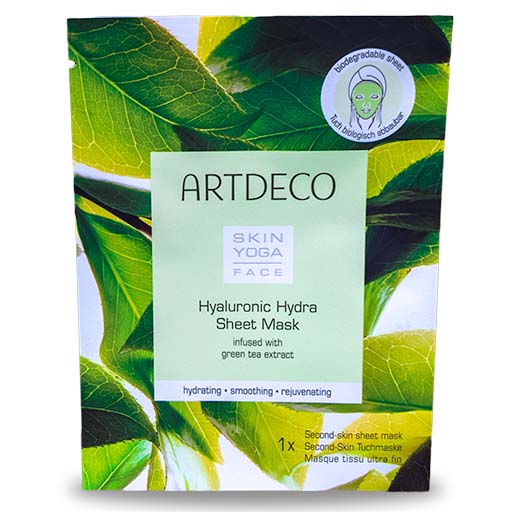 biodegradable sheet
Tuch biologisch abbaubar
ARTDECO
SKIN
YOGA
FACE
Hyaluronic Hydra
Sheet Mask
infused with
green tea extract
hydrating • smoothing • rejuvenating
1x
Second-skin sheet mask
Second-Skin Tuchmaske
Masque tissu ultra fin